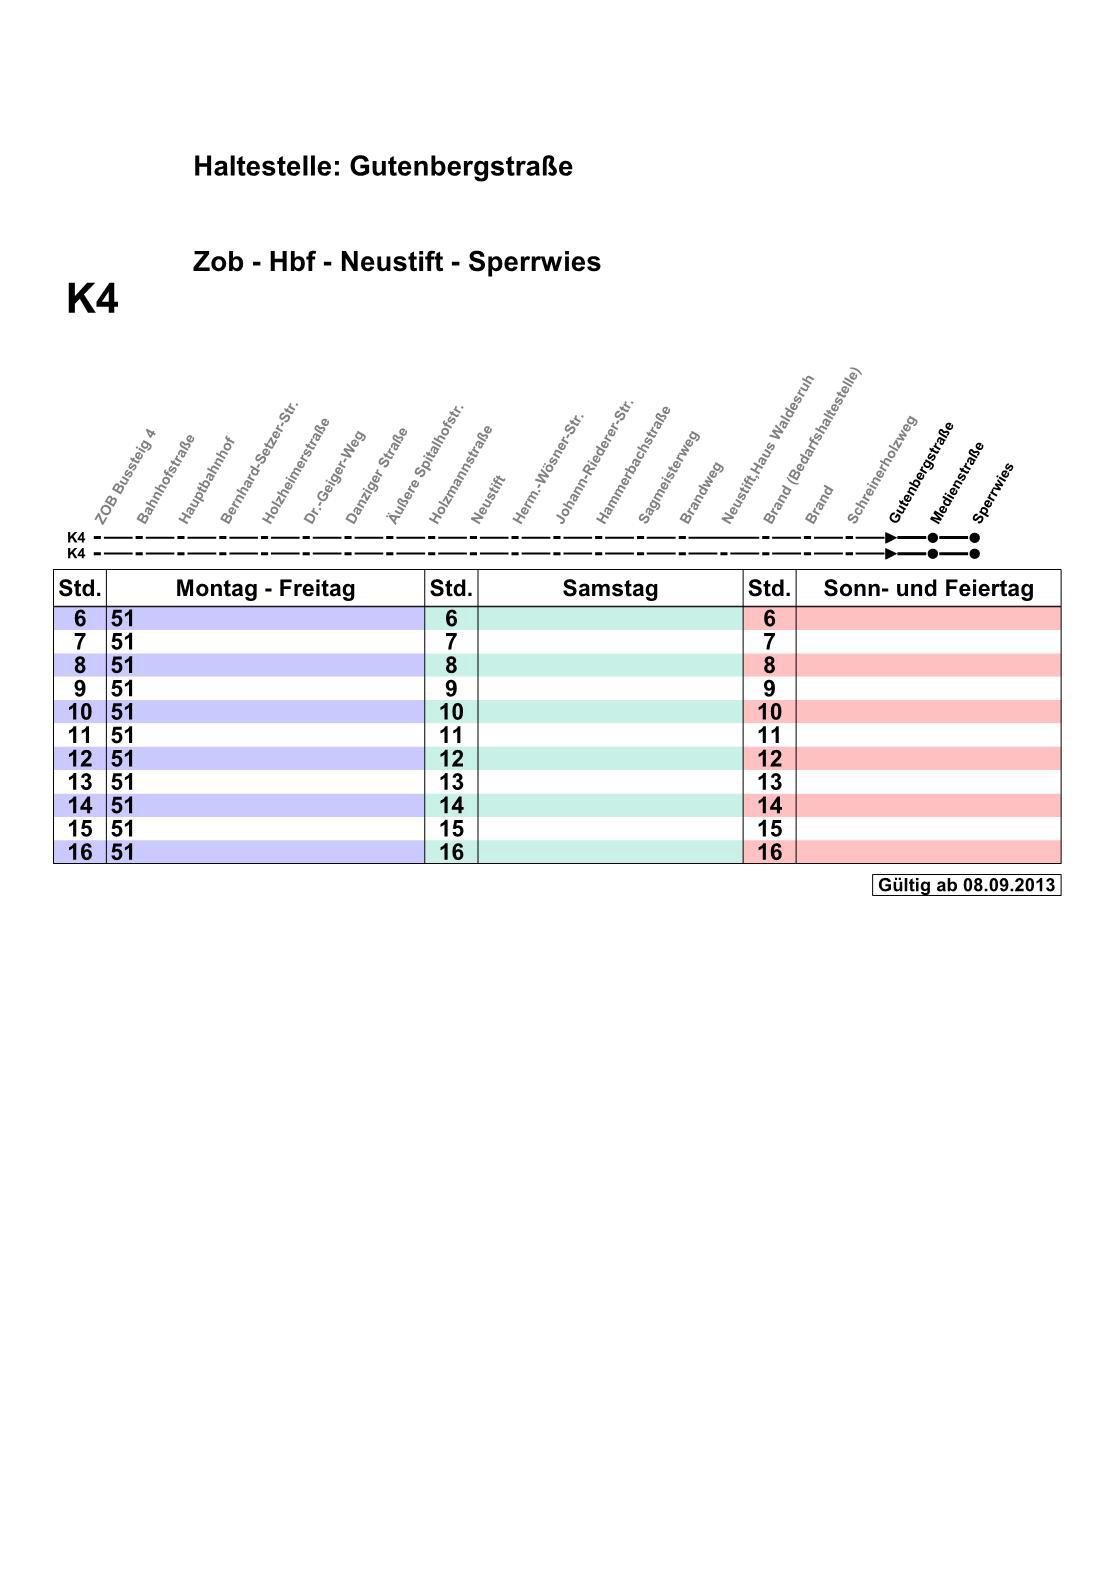 Haltestelle: Gutenbergstraße
Zob - Hbf - Neustift - Sperrwies
K4
ZOB Bussteig 4
Bahnhofstraße
Hauptbahnhof
Bernhard-Setzer-Str.
Holzheimerstraße
Dr.-Geiger-Weg
Danziger Straße
Äußere Spitalhofstr.
Holzmannstraße
Neustift
Herm.-Wösner-Str.
Johann-Riederer-Str.
Hammerbachstraße
Sagmeisterweg
Brandweg
Neustift,Haus Waldesruh
Brand (Bedarfshaltestelle)
Brand
Schreinerholzweg
Gutenbergstraße
Medienstraße
Sperrwies
K4
K4
Std. Montag - Freitag Std. Samstag Std. Sonn- und Feiertag
6 51 6 6
7 51 7 7
8 51 8 8
9 51 9 9
10 51 10 10
11 51 11 11
12 51 12 12
13 51 13 13
14 51 14 14
15 51 15 15
16 51 16 16
Gültig ab 08.09.2013